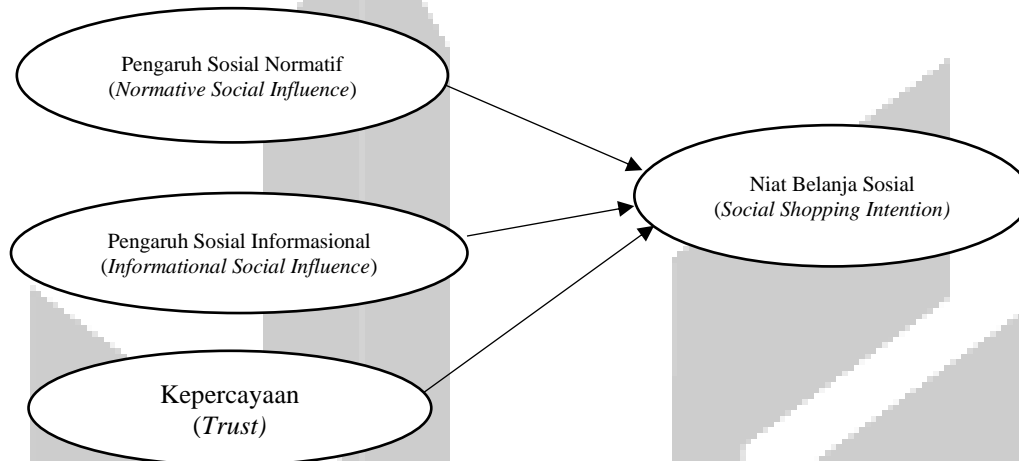 Pengaruh Sosial Normatif
(Normative Social Influence)
Pengaruh Sosial Informasional
(Informational Social Influence)
Kepercayaan
(Trust)
Niat Belanja Sosial
(Social Shopping Intention)